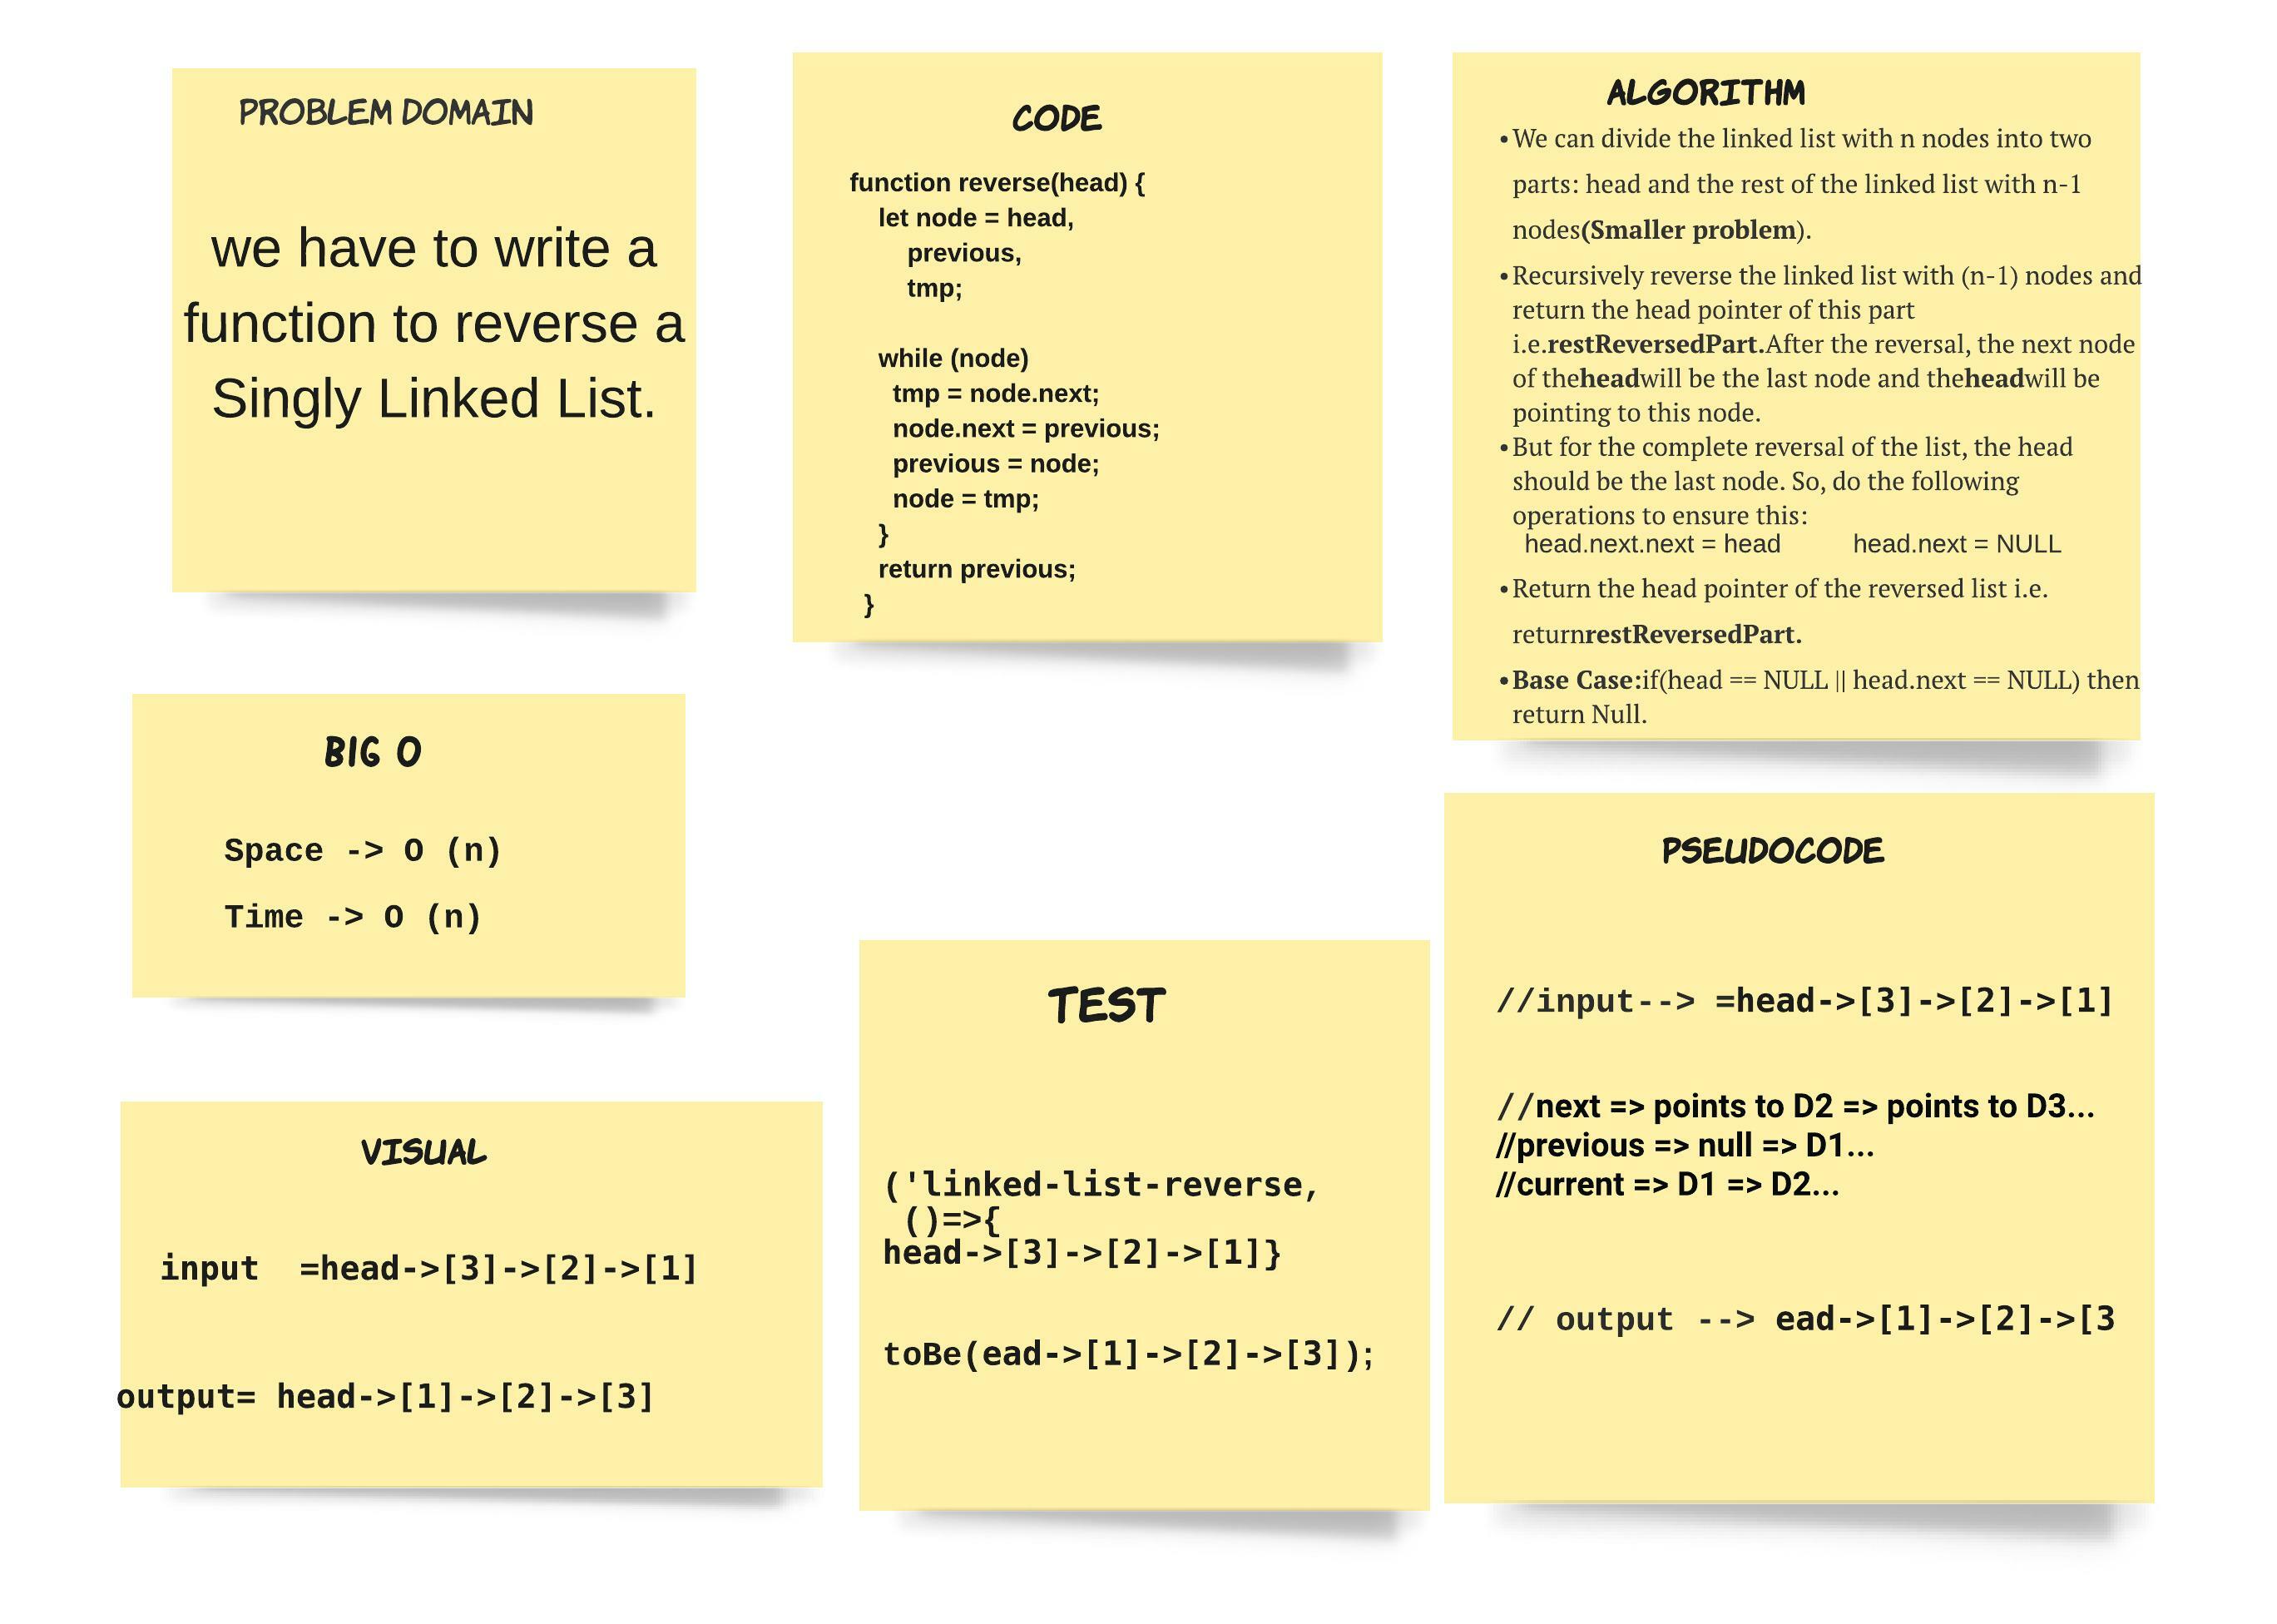 PROBLEM DOMAIN
we have to write a
function to reverse a
Singly Linked List.
CODE
function reverse(head) {
let node = head,
previous,
tmp;
while (node)
tmp = node.next;
node.next = previous;
previous = node;
node = tmp;
}
return previous;
}
ALGORITHM
•We can divide the linked list with n nodes into two
parts: head and the rest of the linked list with n-1
nodes(Smaller problem).
•Recursively reverse the linked list with (n-1) nodes and
return the head pointer of this part
i.e.restReversedPart.After the reversal, the next node
of theheadwill be the last node and theheadwill be
pointing to this node.
•But for the complete reversal of the list, the head
should be the last node. So, do the following
operations to ensure this:
head.next.next = head head.next = NULL
•Return the head pointer of the reversed list i.e.
returnrestReversedPart.
•Base Case:if(head == NULL || head.next == NULL) then
return Null.
BIG O
Space -> O (n)
Time -> O (n)
VISUAL
input =head->[3]->[2]->[1]
output= head->[1]->[2]->[3]
TEST
('linked-list-reverse,
()=>{
head->[3]->[2]->[1]}
toBe(ead->[1]->[2]->[3]);
PSEUDOCODE
//input--> =head->[3]->[2]->[1]
//next => points to D2 => points to D3...
//previous => null => D1...
//current => D1 => D2...
// output --> ead->[1]->[2]->[3